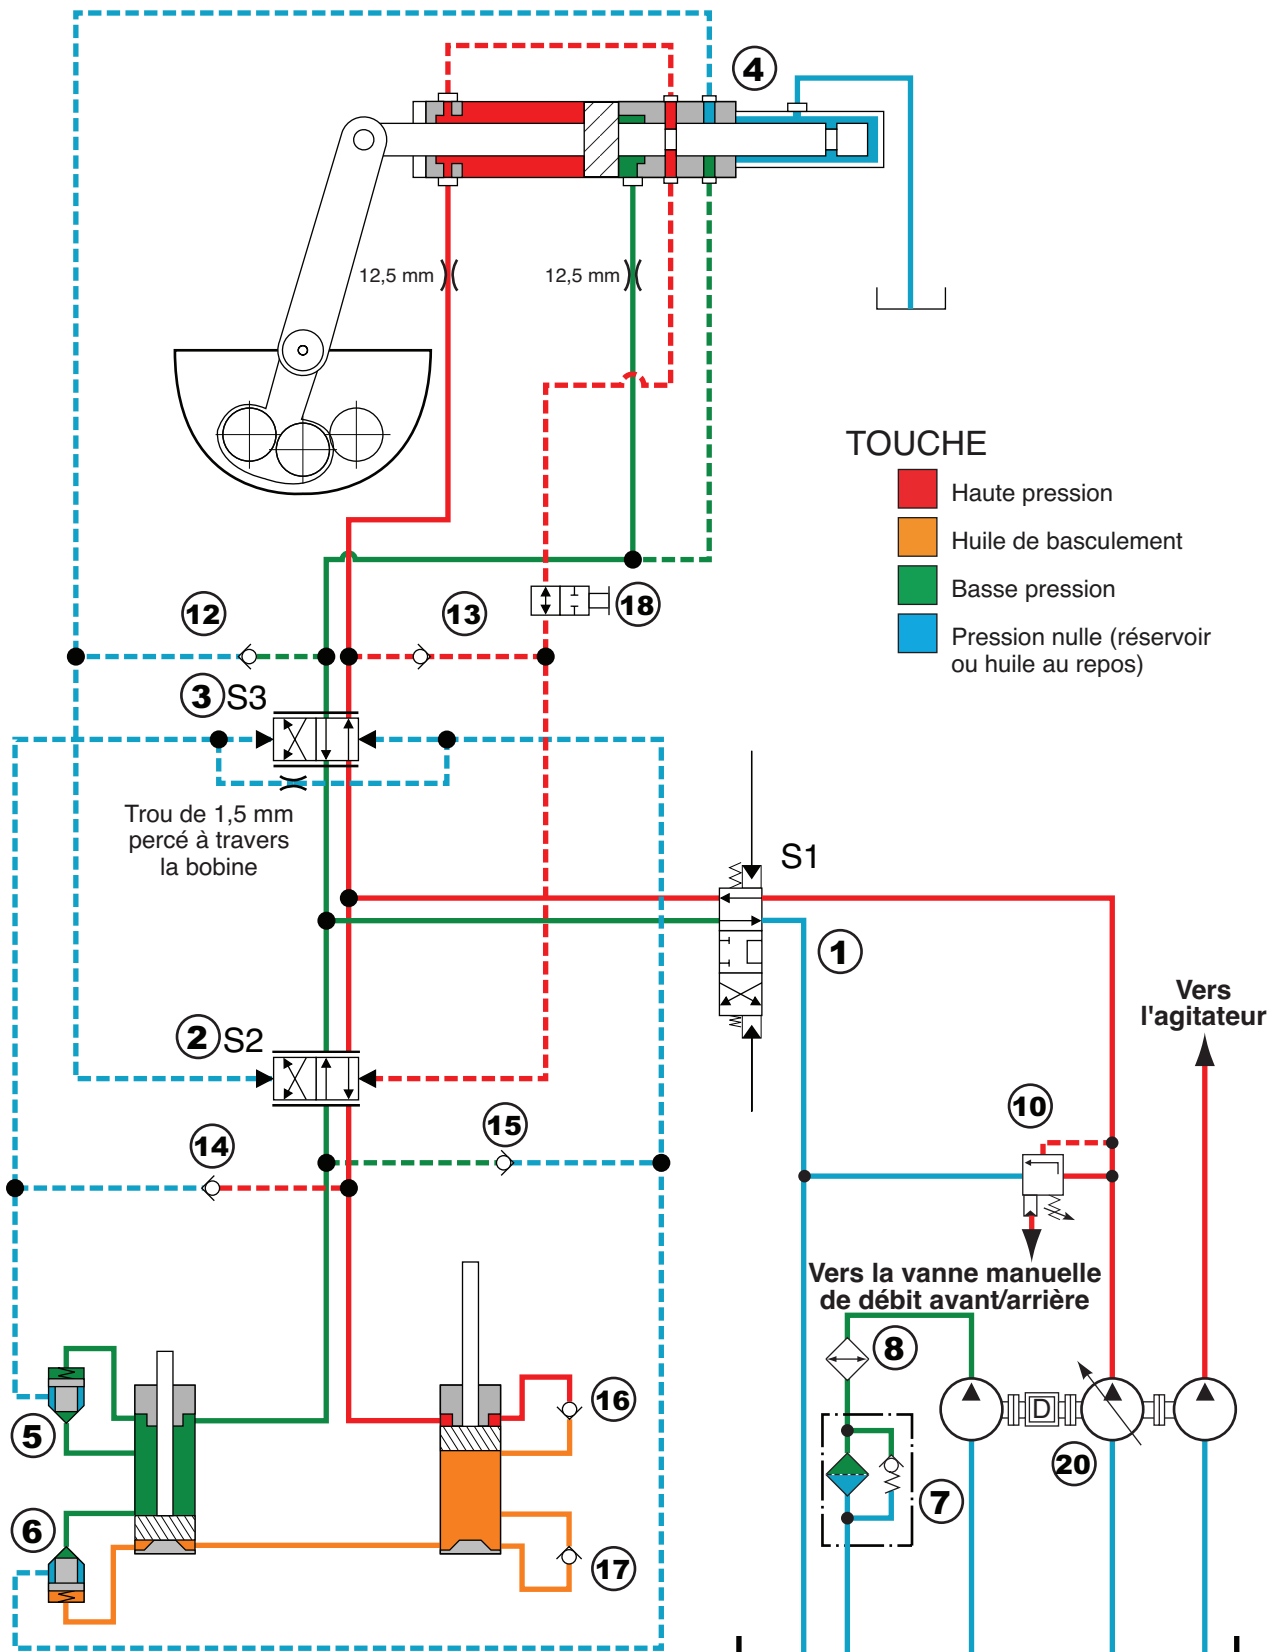 4
12,5 mm
12,5 mm
TOUCHE
Haute pression
Huile de basculement
Basse pression
Pression nulle (réservoir
ou huile au repos)
12
13
18
3 S3
Trou de 1,5 mm
percé à travers
la bobine
S1
1
2 S2
Vers
l'agitateur
10
14
15
Vers la vanne manuelle
de débit avant/arrière
8
5
16
D
20
7
6
17